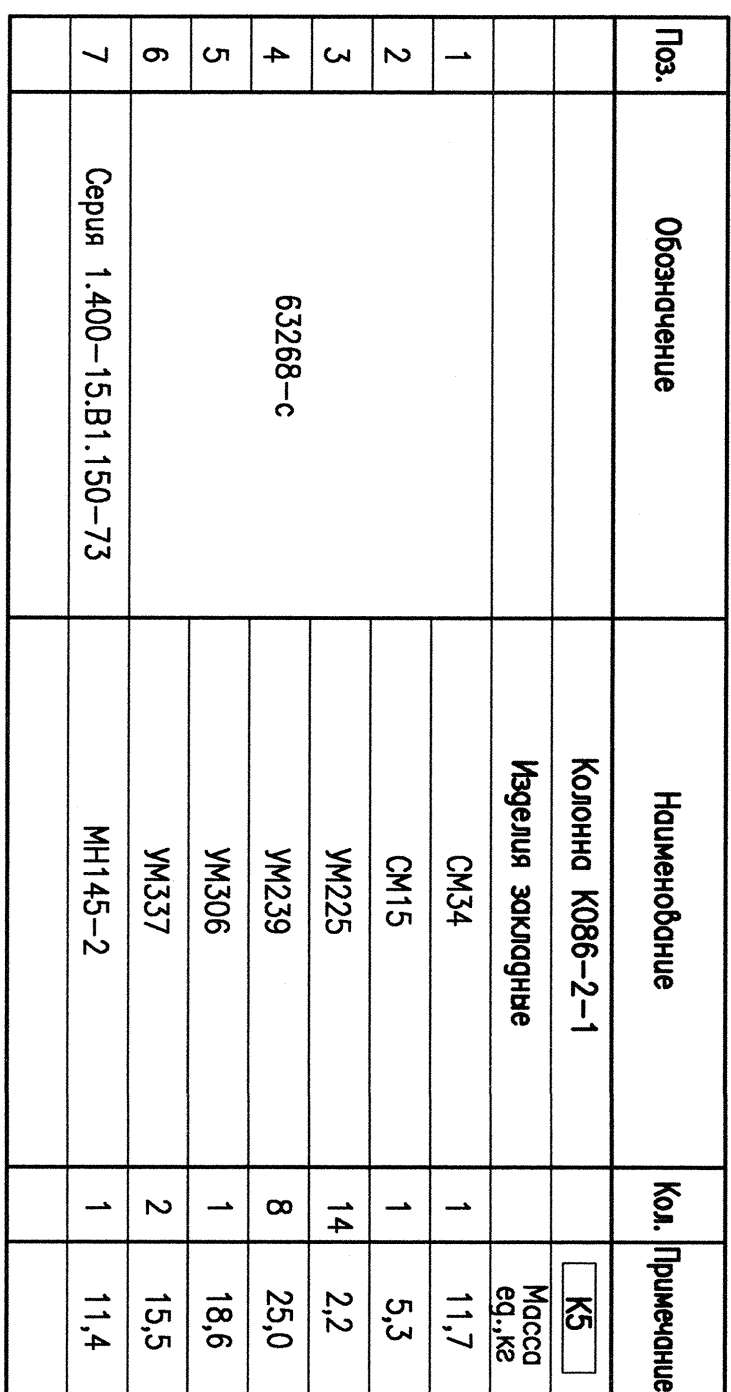 Поз. Обозначение Наименование Кол. Примечание
Колонна К086-2-1 К5
Изделия закладные Масса ед.,кг
1 СМ34 1 11,7
2 СМ15 1 5,3
3 УМ225 14 2,2
4 63268-с УМ239 8 25,0
5 УМ306 1 18,6
6 УМ337 2 15,5
7 Серия 1.400-15.В1.150-73 МН145-2 1 11,4